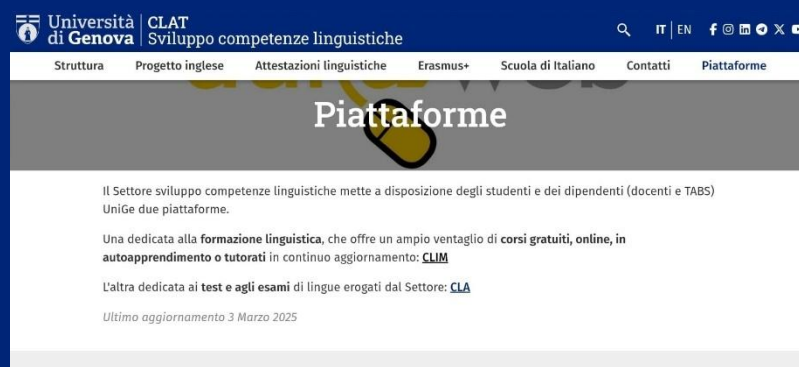 Università di Genova
CLAT
Sviluppo competenze linguistiche
IT | EN
Struttura Progetto inglese Attestazioni linguistiche Erasmus+ Scuola di Italiano Contatti Piattaforme
Piattaforme
Il Settore sviluppo competenze linguistiche mette a disposizione degli studenti e dei dipendenti (docenti e TABS)
UniGe due piattaforme.
Una dedicata alla formazione linguistica, che offre un ampio ventaglio di corsi gratuiti, online, in
autoapprendimento o tutorati in continuo aggiornamento: CLIM
L'altra dedicata ai test e agli esami di lingue erogati dal Settore: CLA
Ultimo aggiornamento 3 Marzo 2025